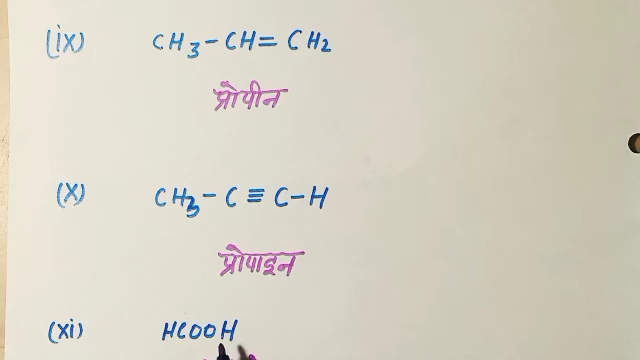 (ix) CH₃-CH=CH₂
प्रोपीन
(x) CH₃-C≡C-H
प्रोपाइन
(xi) HCOOH